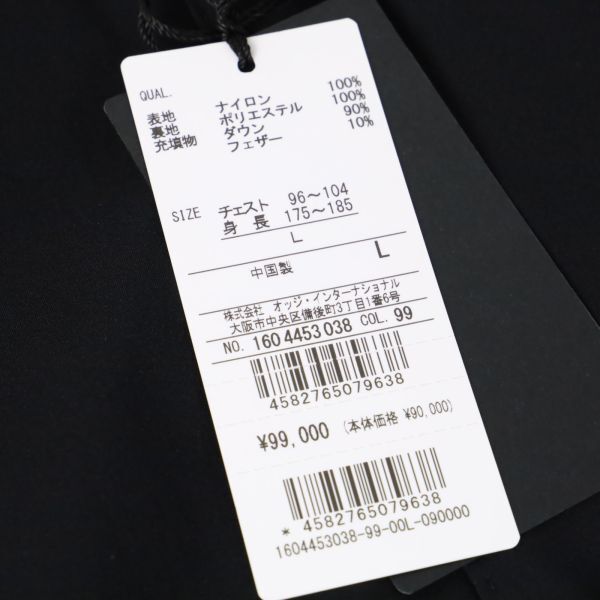 QUAL.
表地 ナイロン 100%
裏地 ポリエステル 100%
充填物 ダウン 90%
フェザー 10%
SIZE チェスト 96～104
身長 175～185
L
中国製 L
株式会社 オッジ・インターナショナル
大阪市中央区備後町3丁目1番6号
NO. 160 4453 038 COL. 99
4582765079638
¥99,000 (本体価格 ¥90,000)
* 4582765079638
1604453038-99-00L-090000